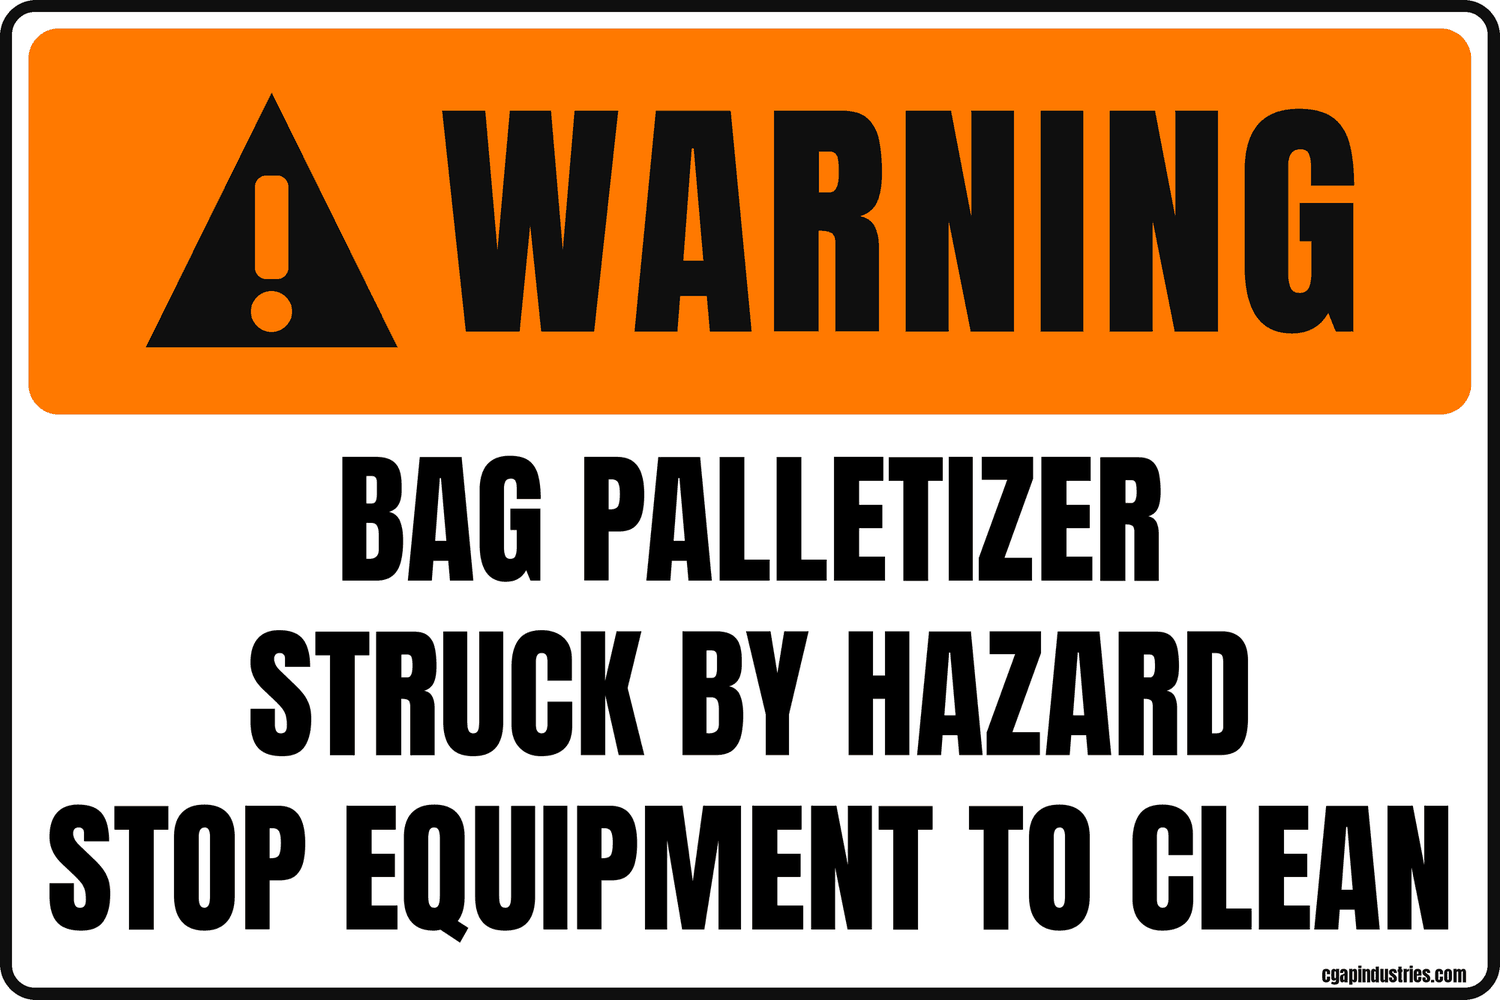 WARNING
BAG PALLETIZER
STRUCK BY HAZARD
STOP EQUIPMENT TO CLEAN
cgapindustries.com